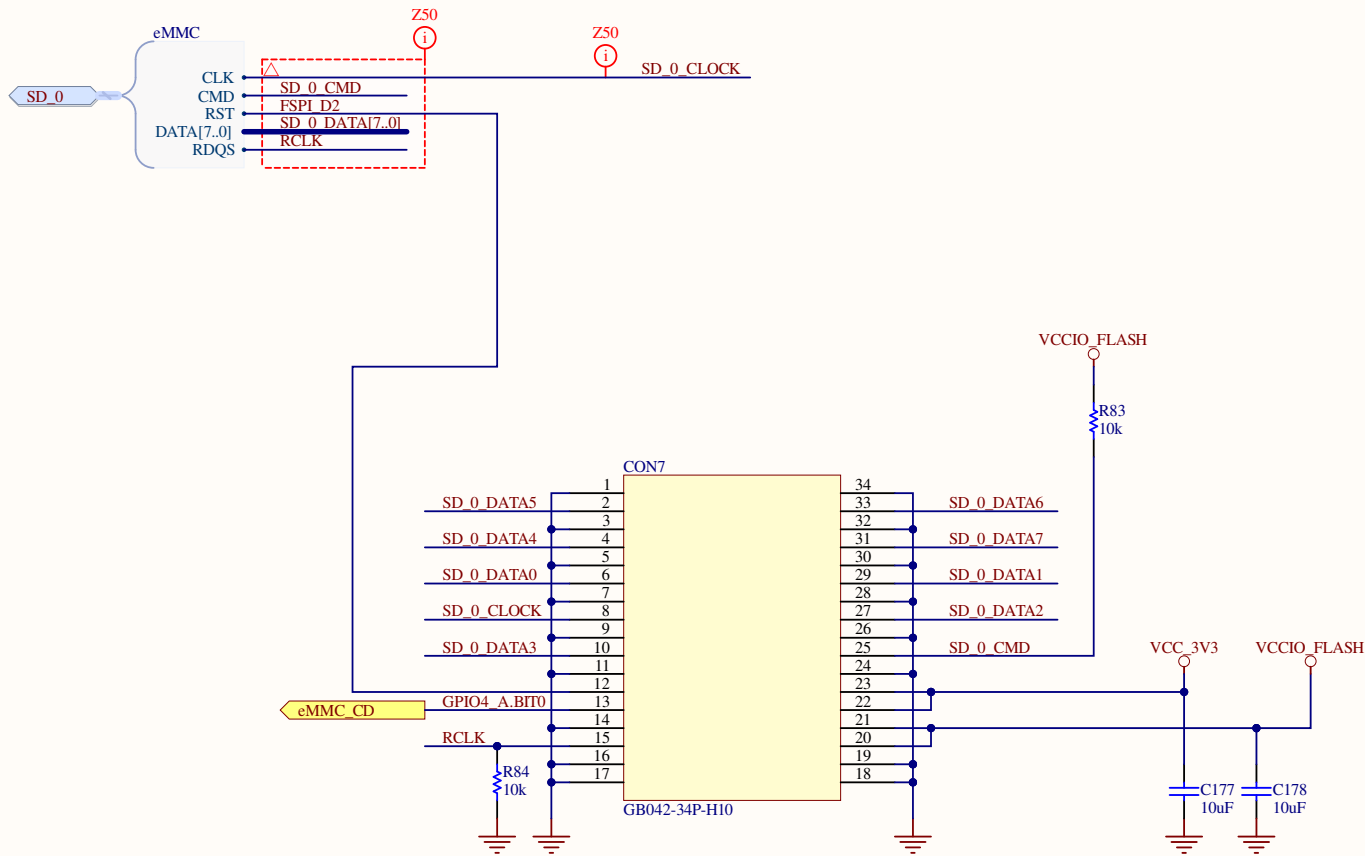 Z50
Z50
eMMC
SD_0
CLK
SD_0_CLOCK
CMD
SD_0_CMD
RST
FSPI_D2
DATA[7..0]
SD_0_DATA[7..0]
RDQS
RCLK
VCCIO_FLASH
R83
10k
CON7
1
34
SD_0_DATA5
2
33
SD_0_DATA6
3
32
SD_0_DATA4
4
31
SD_0_DATA7
5
30
SD_0_DATA0
6
29
SD_0_DATA1
7
28
SD_0_CLOCK
8
27
SD_0_DATA2
9
26
SD_0_DATA3
10
25
SD_0_CMD
VCC_3V3
VCCIO_FLASH
11
24
12
23
eMMC_CD
GPIO4_A.BIT0
13
22
14
21
RCLK
15
20
16
19
17
18
R84
10k
C177
10uF
C178
10uF
GB042-34P-H10